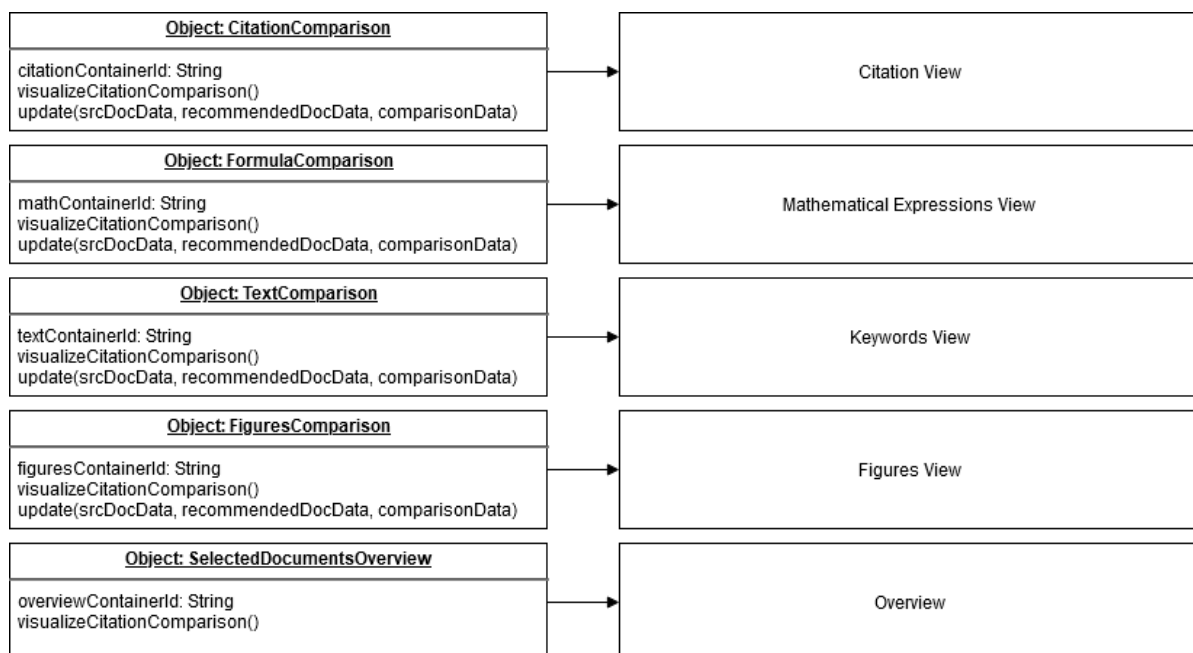 Object: CitationComparison
citationContainerId: String
visualizeCitationComparison()
update(srcDocData, recommendedDocData, comparisonData)
Citation View
Object: FormulaComparison
mathContainerId: String
visualizeCitationComparison()
update(srcDocData, recommendedDocData, comparisonData)
Mathematical Expressions View
Object: TextComparison
textContainerId: String
visualizeCitationComparison()
update(srcDocData, recommendedDocData, comparisonData)
Keywords View
Object: FiguresComparison
figuresContainerId: String
visualizeCitationComparison()
update(srcDocData, recommendedDocData, comparisonData)
Figures View
Object: SelectedDocumentsOverview
overviewContainerId: String
visualizeCitationComparison()
Overview